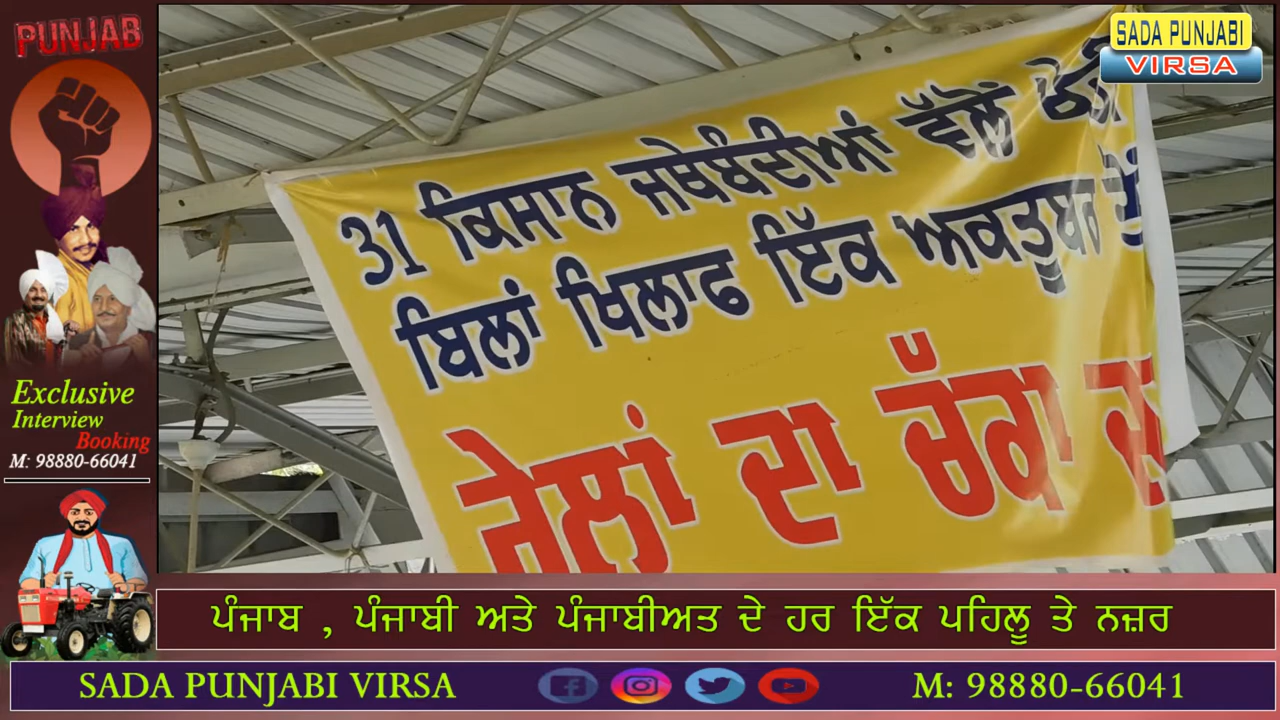 PUNJAB
SADA PUNJABI
VIRSA
31 ਕਿਸਾਨ ਜਥੇਬੰਦੀਆਂ ਵੱਲੋਂ
ਬਿਲਾਂ ਖਿਲਾਫ ਇੱਕ ਅਕਤੂਬਰ
ਰੇਲਾਂ ਦਾ ਚੱਕਾ
Exclusive
Interview
Booking
M: 98880-66041
ਪੰਜਾਬ , ਪੰਜਾਬੀ ਅਤੇ ਪੰਜਾਬੀਅਤ ਦੇ ਹਰ ਇੱਕ ਪਹਿਲੂ ਤੇ ਨਜ਼ਰ
SADA PUNJABI VIRSA M: 98880-66041